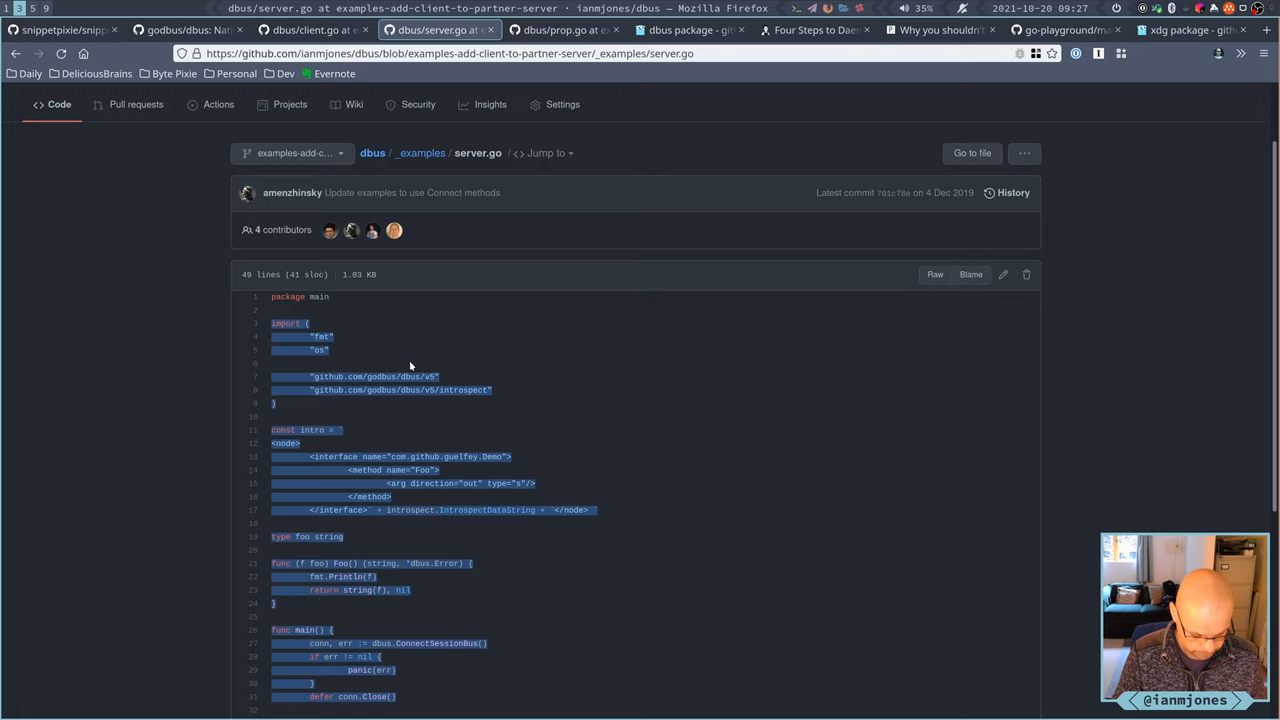 1 3 5 9
dbus/server.go at examples-add-client-to-partner-server · ianmjones/dbus — Mozilla Firefox
35%
2021-10-20 09:27
snippetpixie/snippetpix:
godbus/dbus: Nati
dbus/client.go at e
dbus/server.go at e
dbus/prop.go at ex
dbus package - gith
Four Steps to Daem
Why you shouldn't
go-playground/ma
xdg package - gith
https://github.com/ianmjones/dbus/blob/examples-add-client-to-partner-server/_examples/server.go
Daily
DeliciousBrains
Byte Pixie
Personal
Dev
Evernote
Code
Pull requests
Actions
Projects
Wiki
Security
Insights
Settings
examples-add-c...
dbus / _examples / server.go / <> Jump to
Go to file
...
amenzhinsky Update examples to use Connect methods
Latest commit 701c78e on 4 Dec 2019
History
4 contributors
49 lines (41 sloc) | 1.03 KB
Raw
Blame
1 package main
2
3 import (
4 "fmt"
5 "os"
6
7 "github.com/godbus/dbus/v5"
8 "github.com/godbus/dbus/v5/introspect"
9 )
10
11 const intro = `
12 <node>
13 <interface name="com.github.guelfey.Demo">
14 <method name="Foo">
15 <arg direction="out" type="s"/>
16 </method>
17 </interface>` + introspect.IntrospectDataString + `</node> `
18
19 type foo string
20
21 func (f foo) Foo() (string, *dbus.Error) {
22 fmt.Println(f)
23 return string(f), nil
24 }
25
26 func main() {
27 conn, err := dbus.ConnectSessionBus()
28 if err != nil {
29 panic(err)
30 }
31 defer conn.Close()
32
@ianmjones